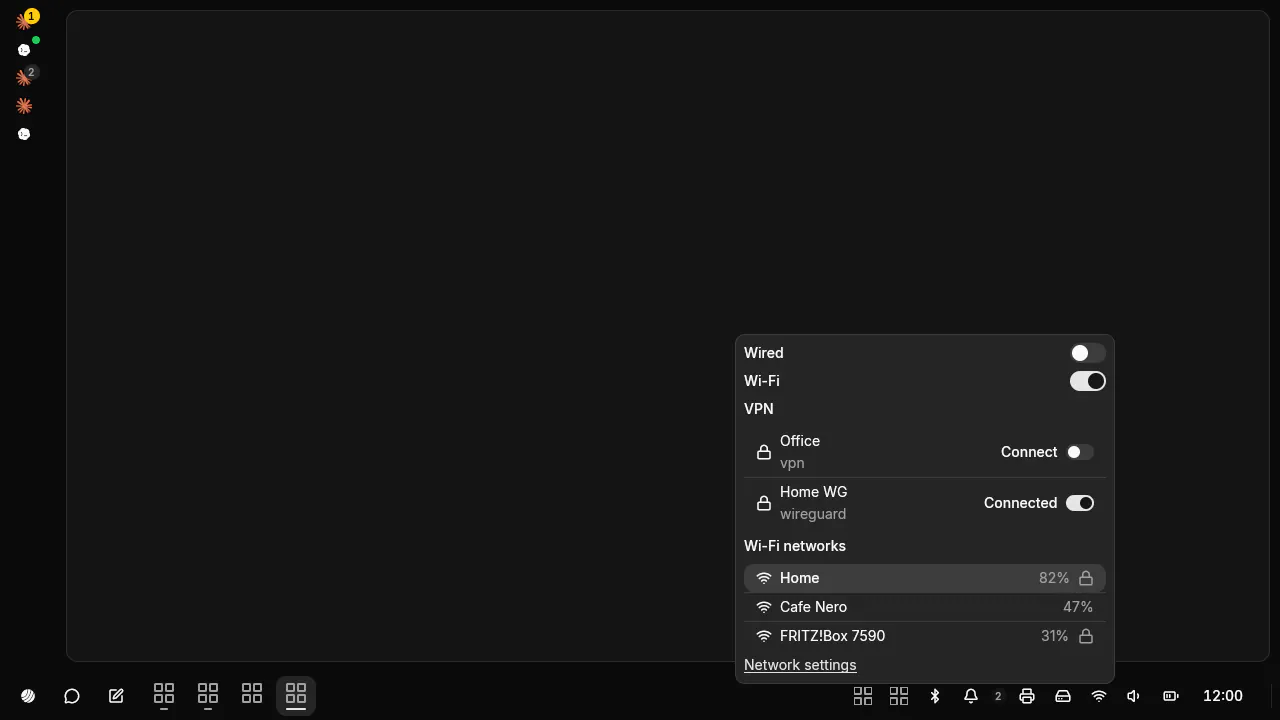 1
2
Wired
Wi-Fi
VPN
Office
vpn
Connect
Home WG
wireguard
Connected
Wi-Fi networks
Home 82%
Cafe Nero 47%
FRITZ!Box 7590 31%
Network settings
2 12:00